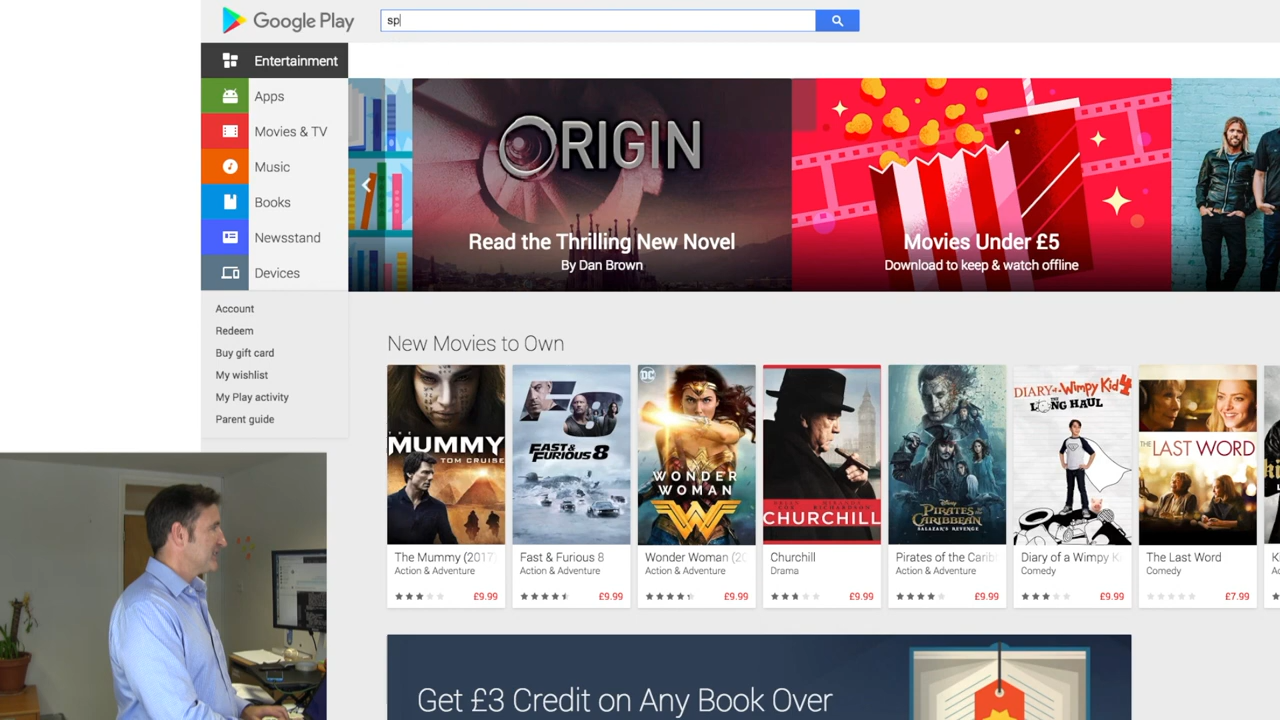 Google Play
sp
Entertainment
Apps
Movies & TV
Music
Books
Newsstand
Devices
Account
Redeem
Buy gift card
My wishlist
My Play activity
Parent guide
ORIGIN
Read the Thrilling New Novel
By Dan Brown
Movies Under £5
Download to keep & watch offline
New Movies to Own
THE
MUMMY
TOM CRUISE
The Mummy (2017
Action & Adventure
£9.99
F8
FAST &
FURIOUS 8
Fast & Furious 8
Action & Adventure
£9.99
DC
WONDER
WOMAN
Wonder Woman (20
Action & Adventure
£9.99
CHURCHILL
Churchill
Drama
£9.99
Disney
PIRATES of the
CARIBBEAN
SALAZAR'S REVENGE
Pirates of the Carib
Action & Adventure
£9.99
DIARY of a Wimpy Kid 4
THE LONG HAUL
Diary of a Wimpy K
Comedy
£9.99
THE LAST WORD
The Last Word
Comedy
£7.99
Get £3 Credit on Any Book Over